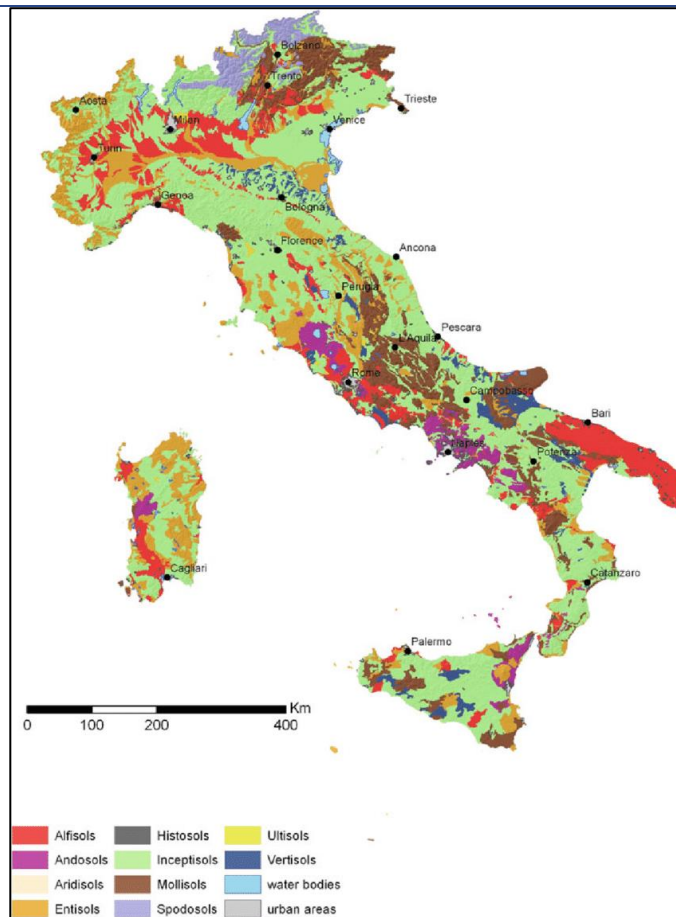 Bolzano
Trento
Aosta
Trieste
Milan
Venice
Turin
Genoa
Bologna
Florence
Ancona
Perugia
Pescara
L'Aquila
Rome
Campobasso
Bari
Naples
Potenza
Cagliari
Catanzaro
Palermo
Km
0 100 200 400
Alfisols Histosols Ultisols
Andosols Inceptisols Vertisols
Aridisols Mollisols water bodies
Entisols Spodosols urban areas